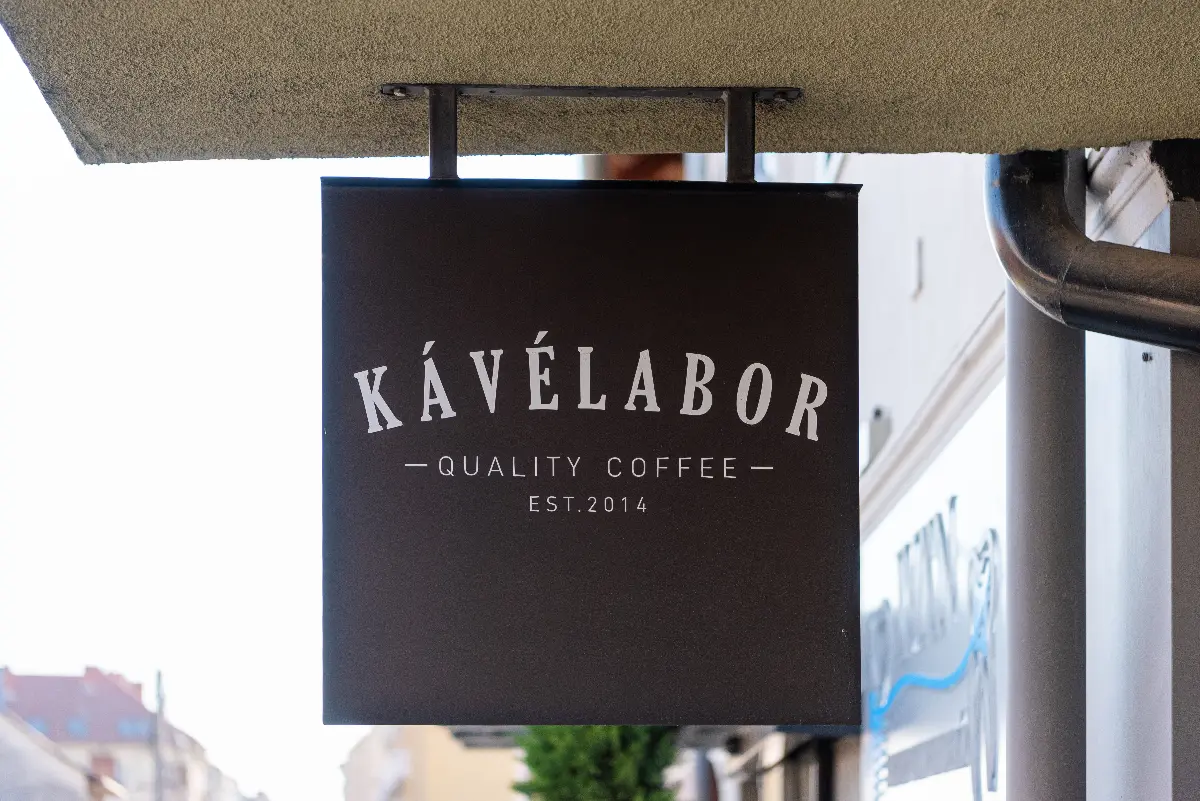 KÁVÉLABOR
— QUALITY COFFEE —
EST.2014